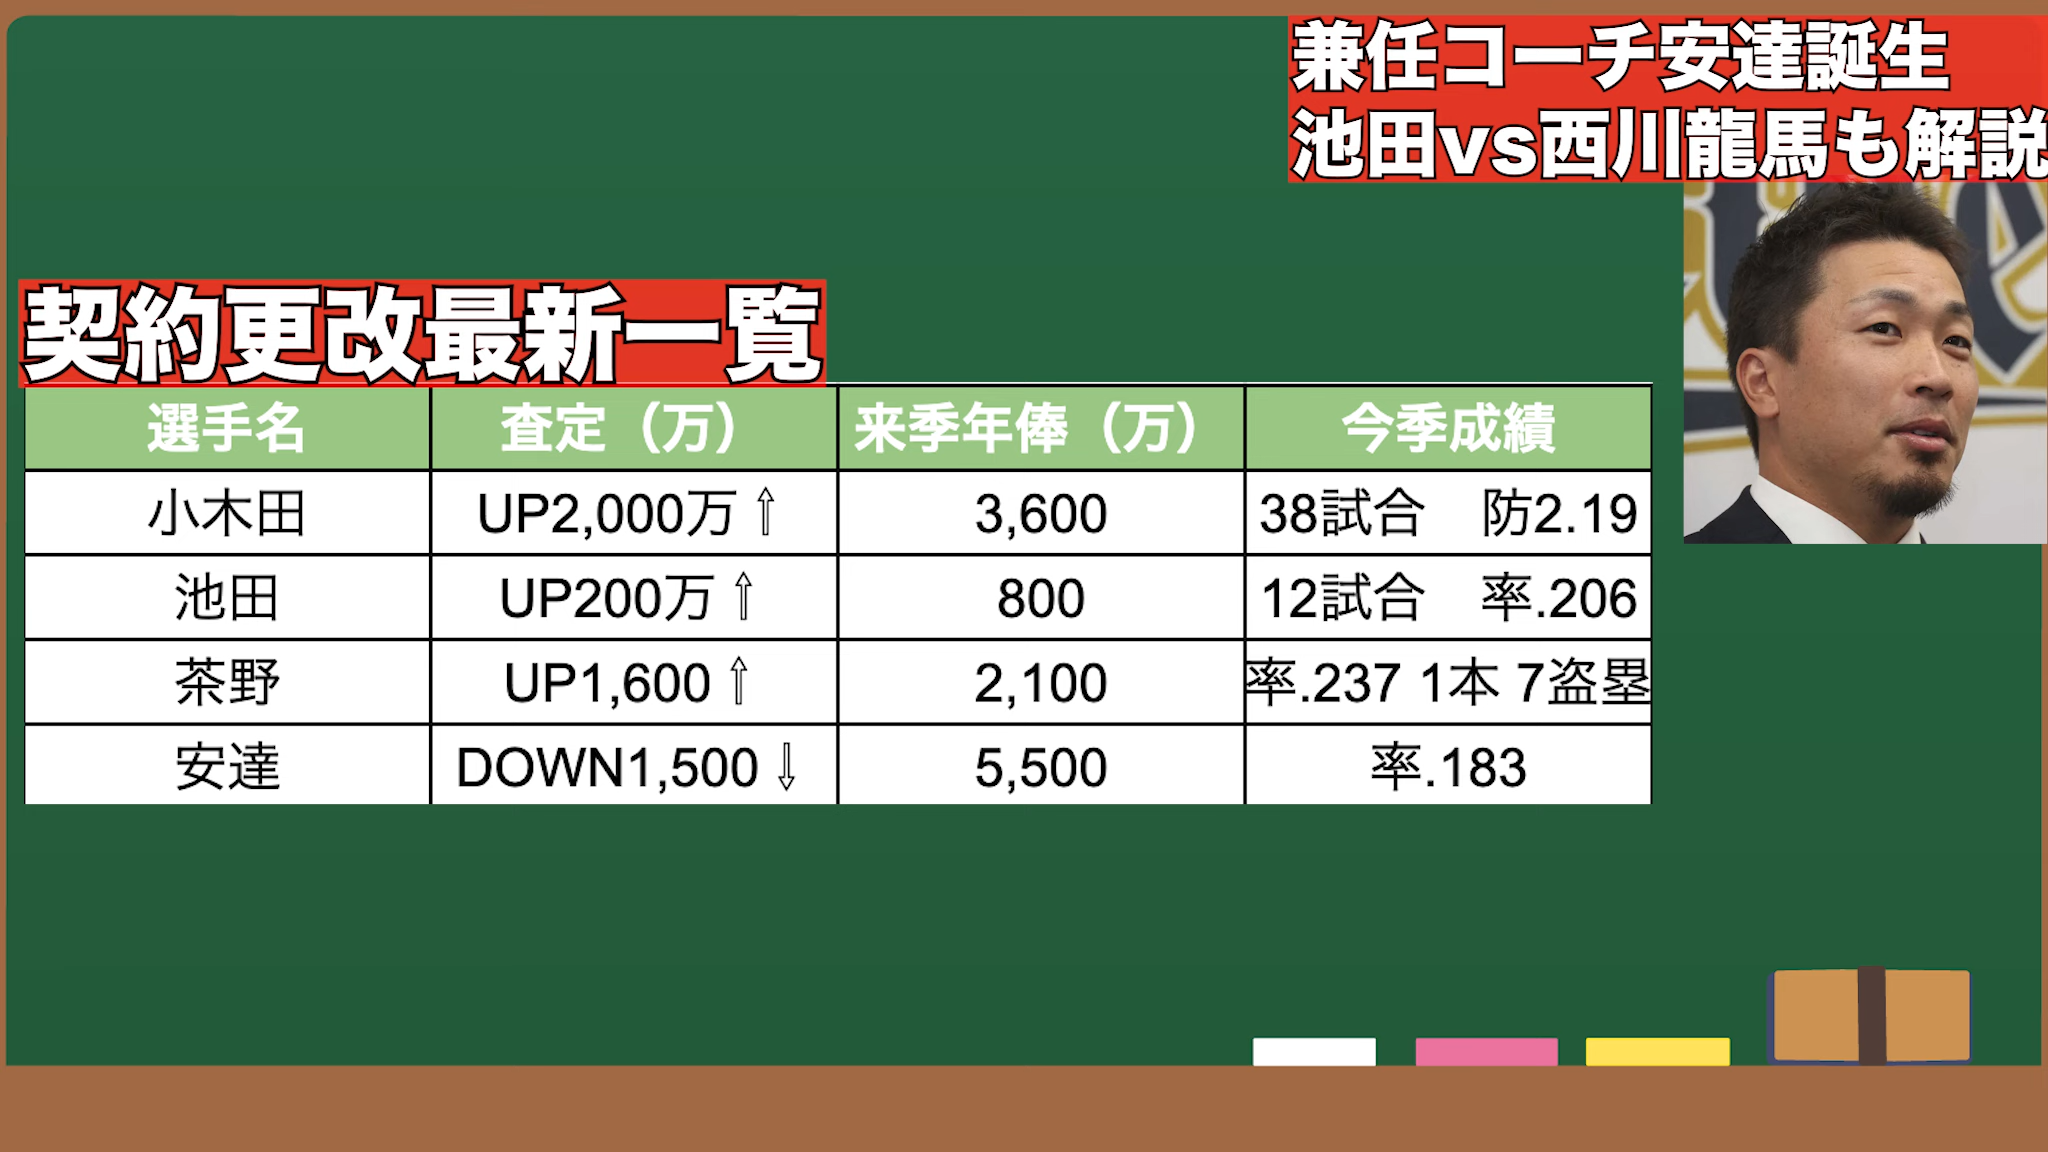 兼任コーチ安達誕生
池田vs西川龍馬も解説
契約更改最新一覧
選手名 査定（万） 来季年俸（万） 今季成績
小木田 UP2,000万⇧ 3,600 38試合　防2.19
池田 UP200万⇧ 800 12試合　率.206
茶野 UP1,600⇧ 2,100 率.237 1本 7盗塁
安達 DOWN1,500⇩ 5,500 率.183